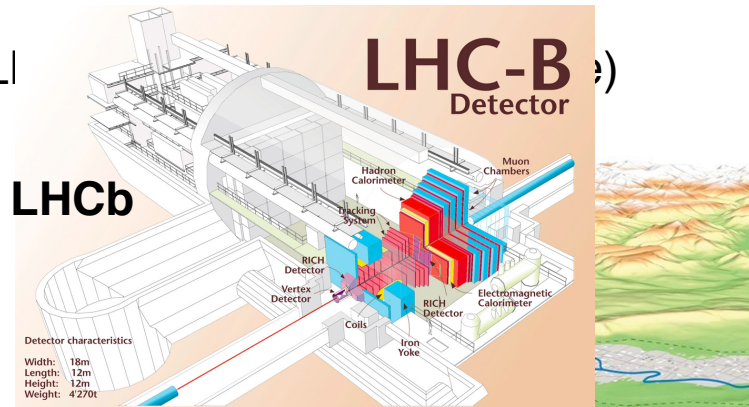 LHC-B
Detector
e)
LHCb
Hadron
Calorimeter
Muon
Chambers
Tracking
System
RICH
Detector
Vertex
Detector
Coils
Iron
Yoke
RICH
Detector
Electromagnetic
Calorimeter
Detector characteristics
Width: 18m
Length: 12m
Height: 12m
Weight: 4'270t